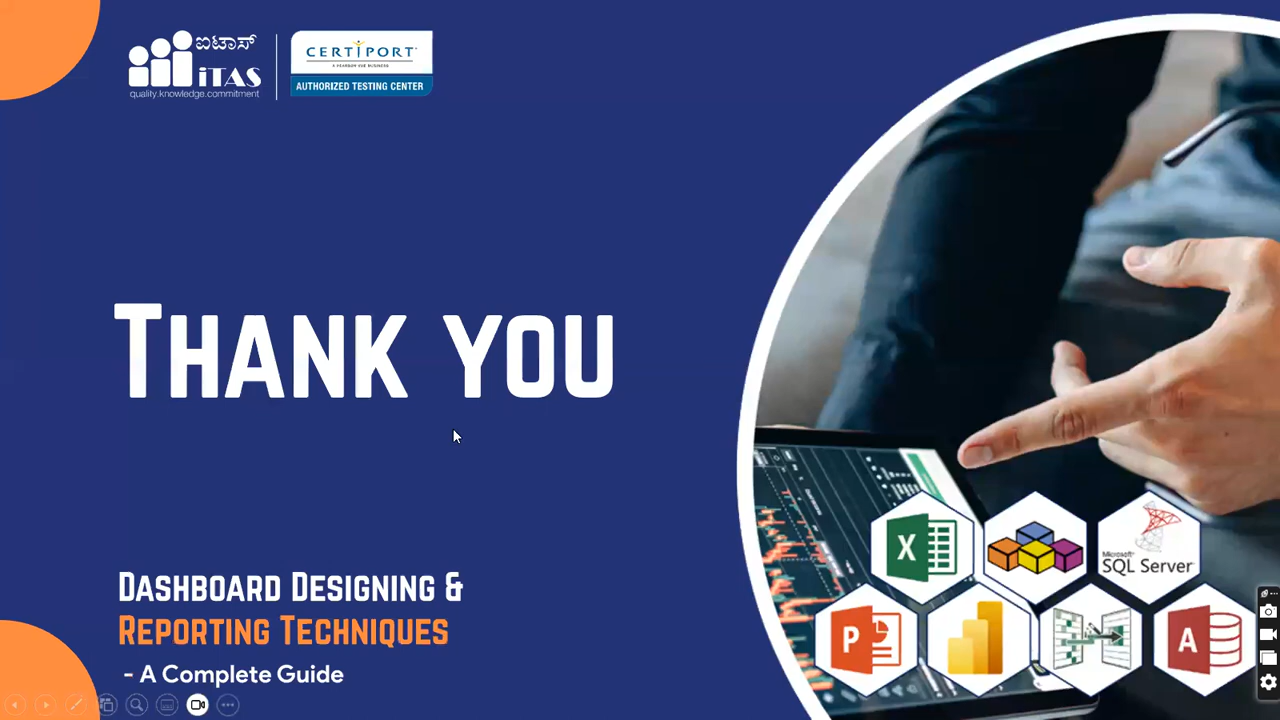 ಐಟಾಸ್
iTAS
quality.knowledge.commitment
CERTIPORT
A PEARSON VUE BUSINESS
AUTHORIZED TESTING CENTER
THANK YOU
DASHBOARD DESIGNING &
REPORTING TECHNIQUES
- A Complete Guide
X
Microsoft
SQL Server
P
A